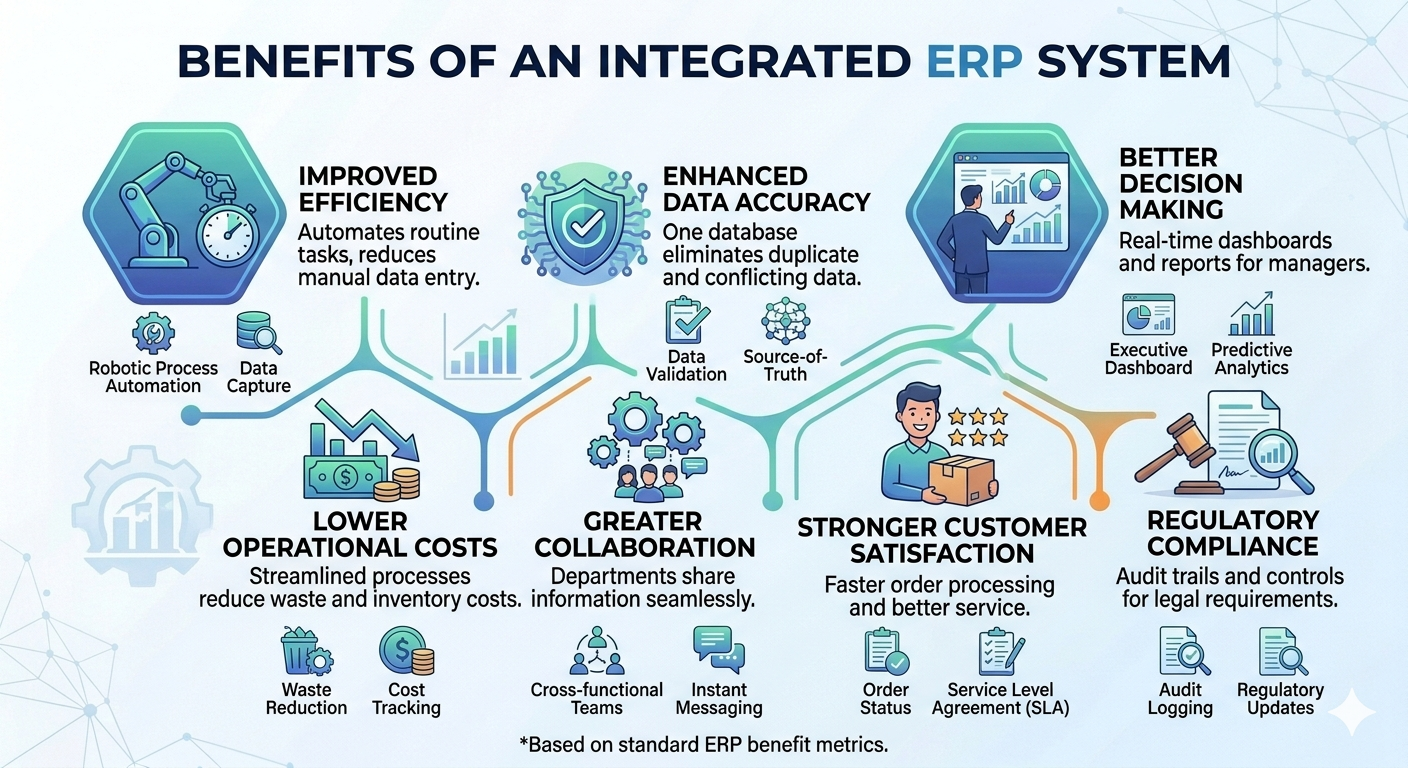 BENEFITS OF AN INTEGRATED ERP SYSTEM
IMPROVED
EFFICIENCY
Automates routine
tasks, reduces
manual data entry.
Robotic Process
Automation
Data
Capture
ENHANCED
DATA ACCURACY
One database
eliminates duplicate
and conflicting data.
Data
Validation
Source-of-
Truth
BETTER
DECISION
MAKING
Real-time dashboards
and reports for managers.
Executive
Dashboard
Predictive
Analytics
LOWER
OPERATIONAL COSTS
Streamlined processes
reduce waste and inventory costs.
Waste
Reduction
Cost
Tracking
GREATER
COLLABORATION
Departments share
information seamlessly.
Cross-functional
Teams
Instant
Messaging
STRONGER CUSTOMER
SATISFACTION
Faster order processing
and better service.
Order
Status
Service Level
Agreement (SLA)
REGULATORY
COMPLIANCE
Audit trails and controls
for legal requirements.
Audit
Logging
Regulatory
Updates
*Based on standard ERP benefit metrics.